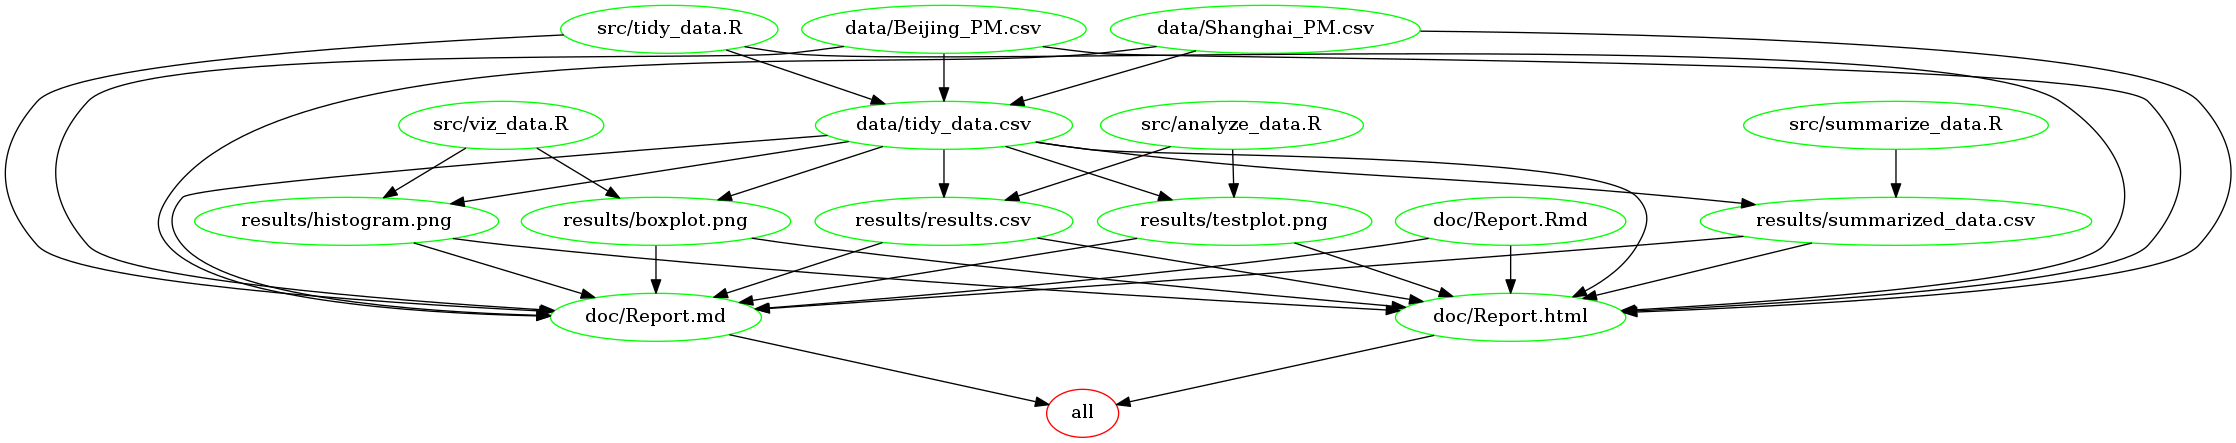 src/tidy_data.R
data/Beijing_PM.csv
data/Shanghai_PM.csv
src/viz_data.R
data/tidy_data.csv
src/analyze_data.R
src/summarize_data.R
results/histogram.png
results/boxplot.png
results/results.csv
results/testplot.png
doc/Report.Rmd
results/summarized_data.csv
doc/Report.md
doc/Report.html
all